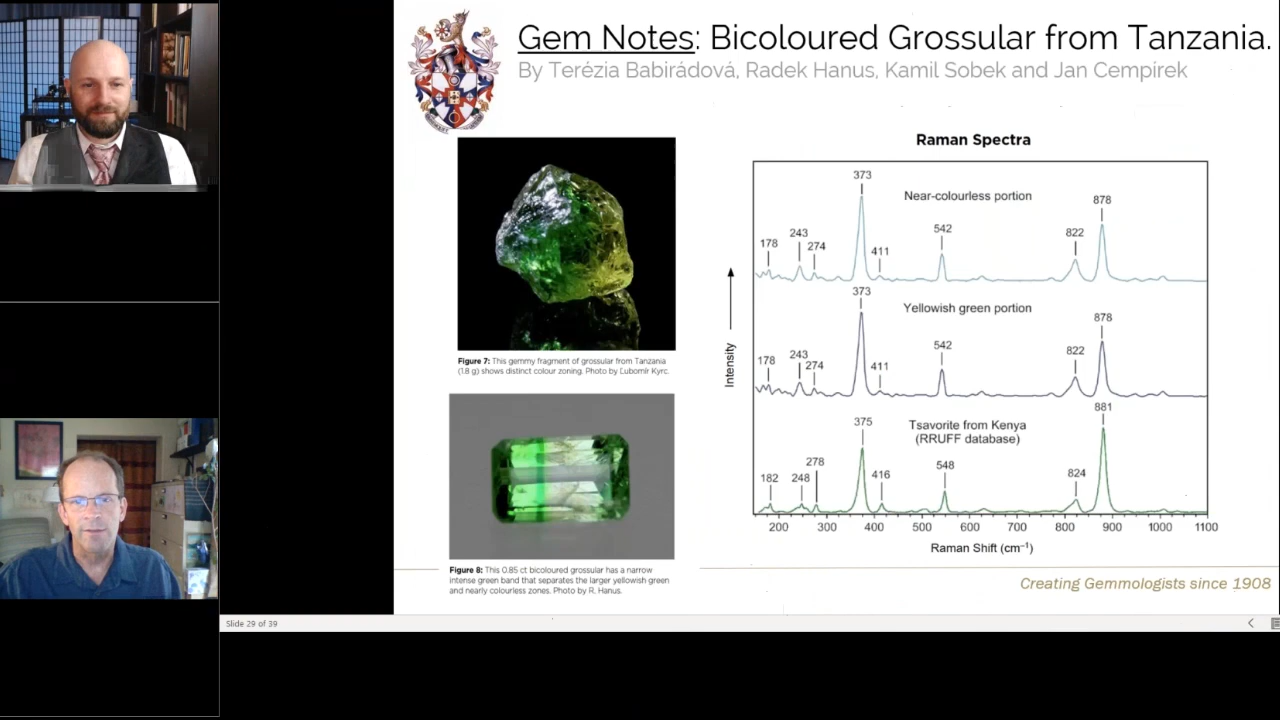 Gem Notes: Bicoloured Grossular from Tanzania.
By Terézia Babirádová, Radek Hanus, Kamil Sobek and Jan Cempirek
Figure 7: This gemmy fragment of grossular from Tanzania
(1.8 g) shows distinct colour zoning. Photo by Ľubomír Kyrc.
Figure 8: This 0.85 ct bicoloured grossular has a narrow
intense green band that separates the larger yellowish green
and nearly colourless zones. Photo by R. Hanus.
Raman Spectra
Near-colourless portion
178
243
274
373
411
542
822
878
Yellowish green portion
178
243
274
373
411
542
822
878
Tsavorite from Kenya
(RRUFF database)
182
248
278
375
416
548
824
881
Intensity
200 300 400 500 600 700 800 900 1000 1100
Raman Shift (cm⁻¹)
Creating Gemmologists since 1908
Slide 29 of 39